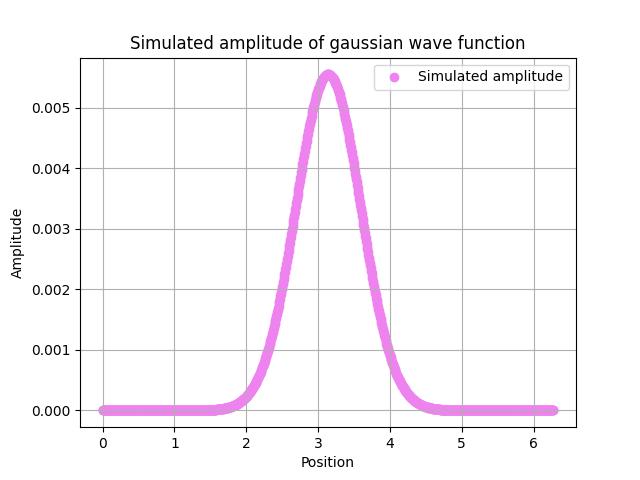 Simulated amplitude of gaussian wave function
Simulated amplitude
Amplitude
0.005
0.004
0.003
0.002
0.001
0.000
0 1 2 3 4 5 6
Position